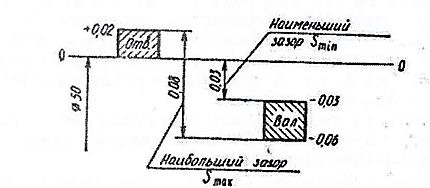 Наименьший
зазор Smin
+0,02
Отв.
0
0
⌀50
0,08
0,03
-0,03
Вал
-0,06
Наибольший зазор
Smax